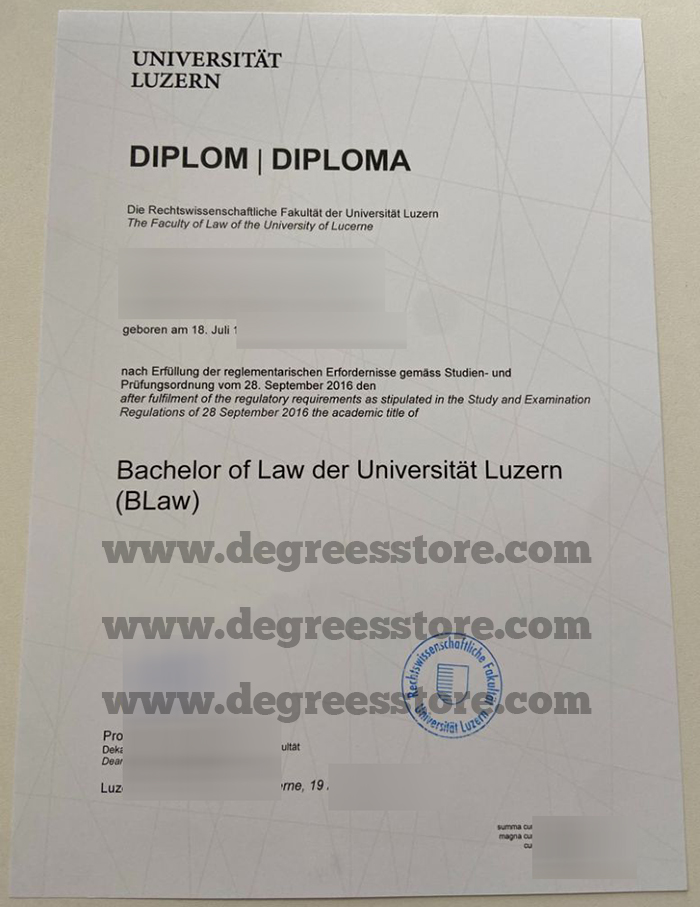 UNIVERSITÄT
LUZERN
DIPLOM | DIPLOMA
Die Rechtswissenschaftliche Fakultät der Universität Luzern
The Faculty of Law of the University of Lucerne
geboren am 18. Juli
nach Erfüllung der reglementarischen Erfordernisse gemäss Studien- und
Prüfungsordnung vom 28. September 2016 den
after fulfilment of the regulatory requirements as stipulated in the Study and Examination
Regulations of 28 September 2016 the academic title of
Bachelor of Law der Universität Luzern
(BLaw)
www.degreesstore.com
www.degreesstore.com
Rechtswissenschaftliche Fakultät
Universität Luzern
www.degreesstore.com
19
summa
magna